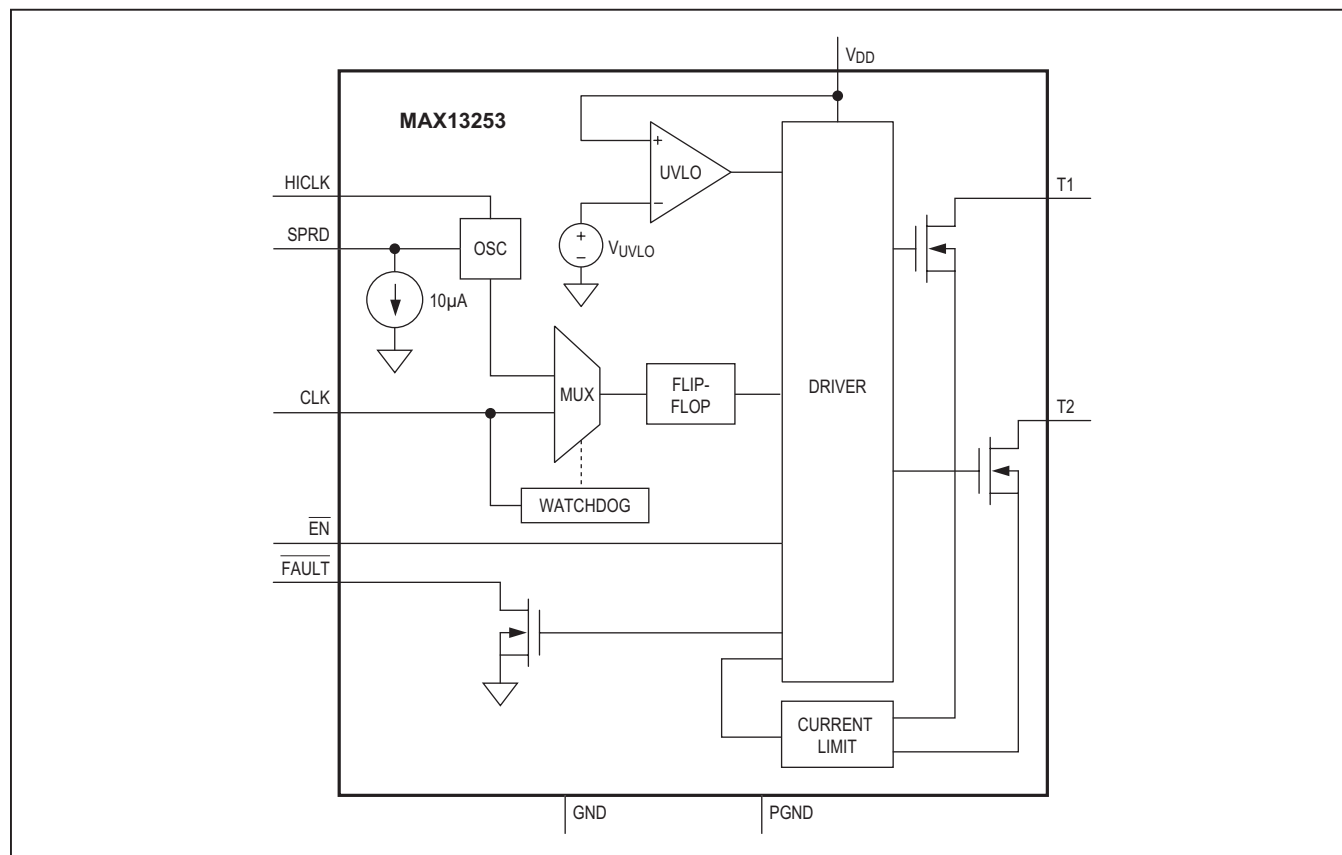 VDD
MAX13253
+
UVLO
−
HICLK
T1
SPRD
OSC
+
−
VUVLO
10µA
MUX
FLIP-
FLOP
DRIVER
CLK
T2
WATCHDOG
EN
FAULT
CURRENT
LIMIT
GND
PGND